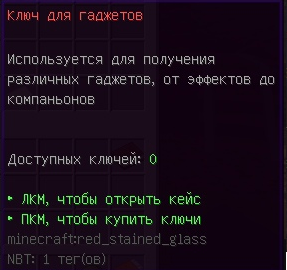 Ключ для гаджетов
Используется для получения
различных гаджетов, от эффектов до
компаньонов
Доступных ключей: 0
▸ ЛКМ, чтобы открыть кейс
▸ ПКМ, чтобы купить ключи
minecraft:red_stained_glass
NBT: 1 тег(ов)